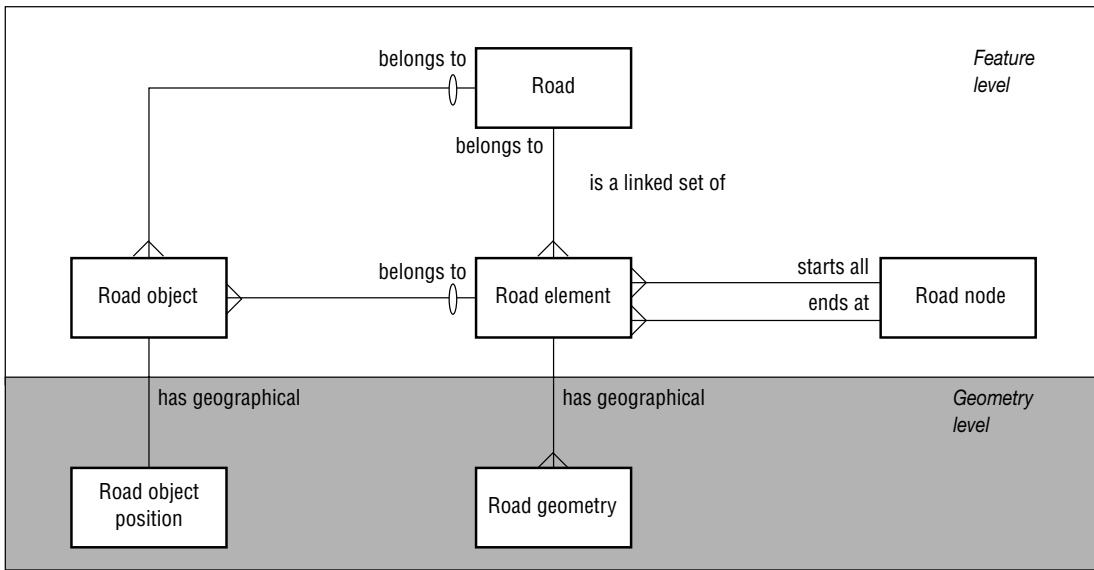 belongs to
Road
Feature
level
belongs to
is a linked set of
belongs to
starts all
Road object
Road element
Road node
ends at
has geographical
has geographical
Geometry
level
Road object
position
Road geometry